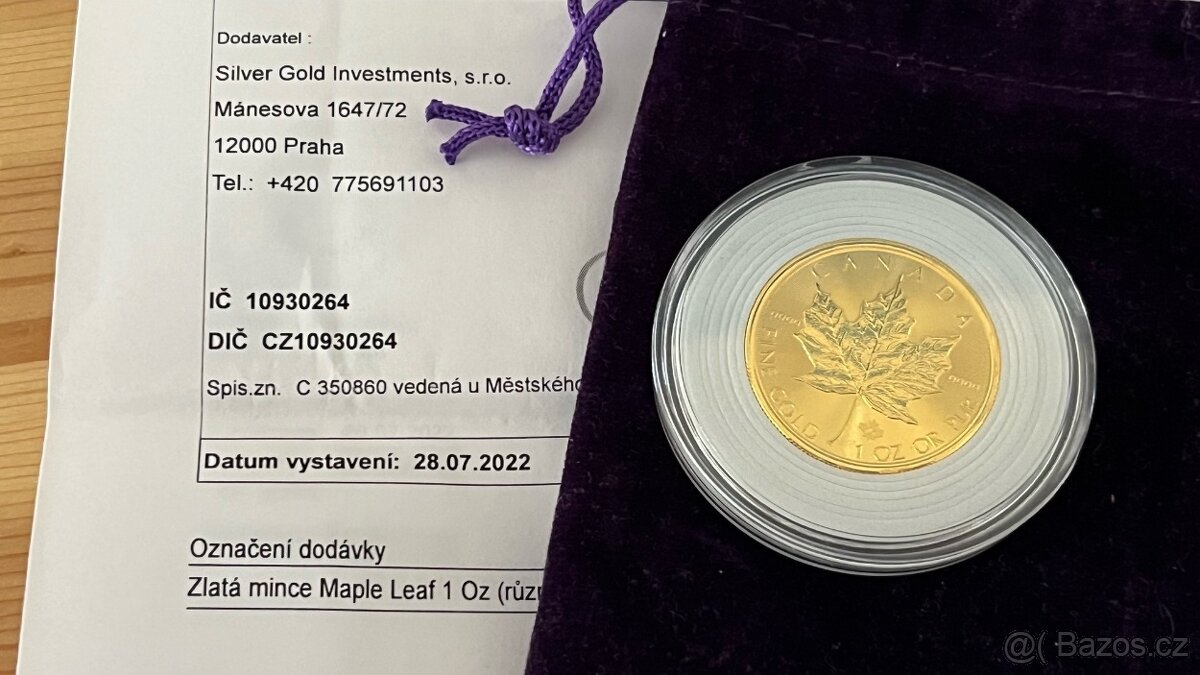 Dodavatel :
Silver Gold Investments, s.r.o.
Mánesova 1647/72
12000 Praha
Tel.: +420 775691103
IČ 10930264
DIČ CZ10930264
Spis.zn. C 350860 vedená u Městského
Datum vystavení: 28.07.2022
Označení dodávky
Zlatá mince Maple Leaf 1 Oz (různ
CANADA
9999
9999
FINE GOLD 1 OZ OR PUR
@( Bazos.cz